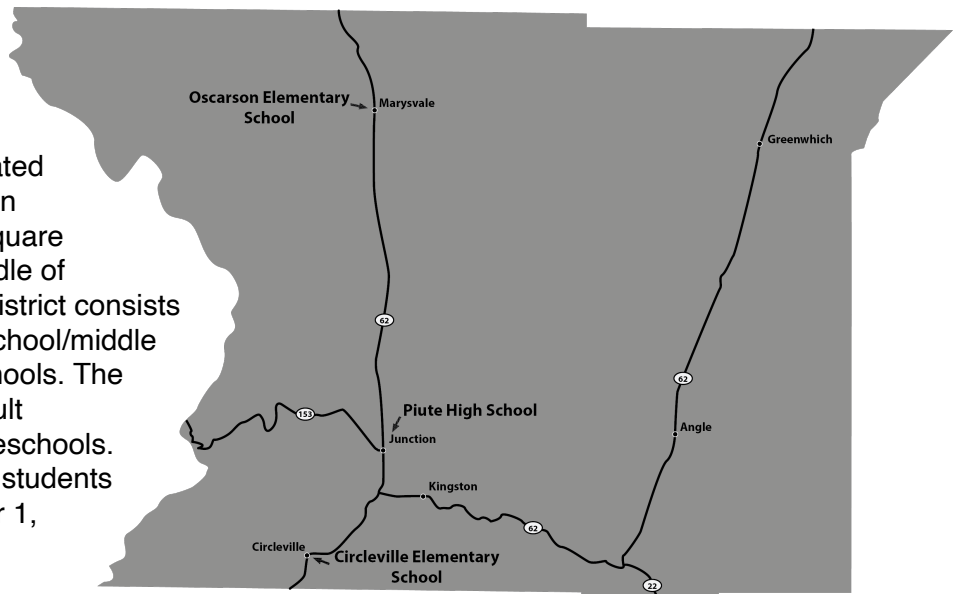 ated
n
quare
dle of
istrict consists
chool/middle
hools. The
ult
eschools.
students
r 1,
Oscarson Elementary
School
Marysvale
Greenwhich
62
62
153
Piute High School
Junction
Angle
Kingston
62
Circleville
Circleville Elementary
School
22